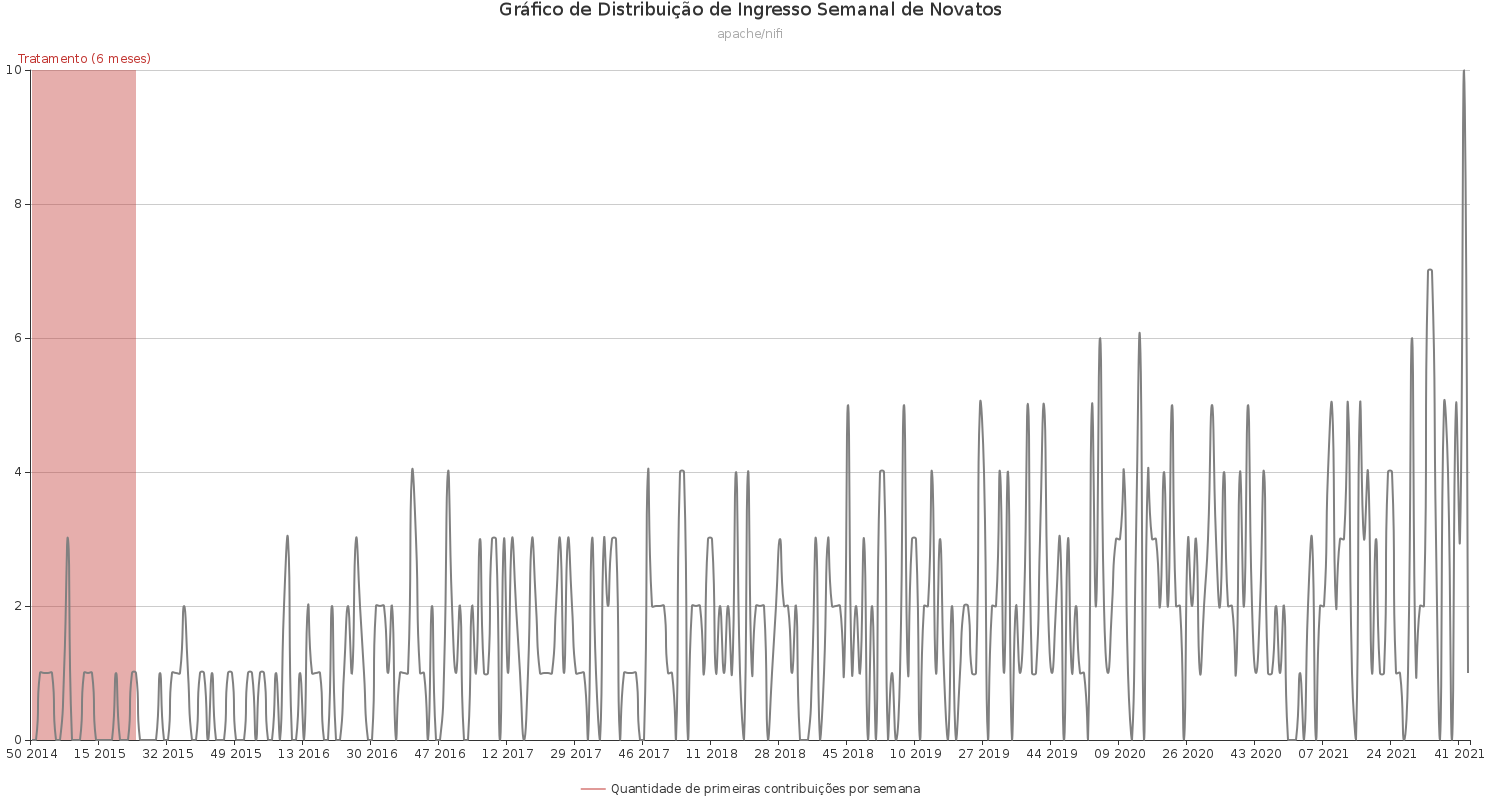 Gráfico de Distribuição de Ingresso Semanal de Novatos
apache/nifi
Tratamento (6 meses)
10
8
6
4
2
0
50 2014 15 2015 32 2015 49 2015 13 2016 30 2016 47 2016 12 2017 29 2017 46 2017 11 2018 28 2018 45 2018 10 2019 27 2019 44 2019 09 2020 26 2020 43 2020 07 2021 24 2021 41 2021
Quantidade de primeiras contribuições por semana